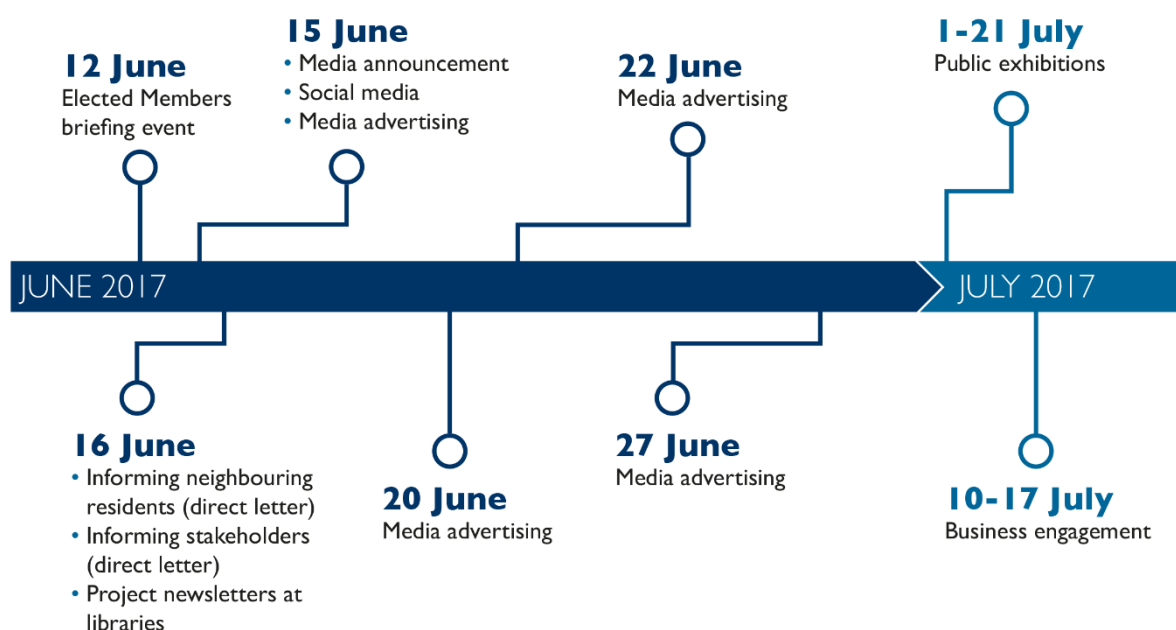 12 June
Elected Members
briefing event
15 June
• Media announcement
• Social media
• Media advertising
22 June
Media advertising
1-21 July
Public exhibitions
JUNE 2017
JULY 2017
16 June
• Informing neighbouring
residents (direct letter)
• Informing stakeholders
(direct letter)
• Project newsletters at
libraries
20 June
Media advertising
27 June
Media advertising
10-17 July
Business engagement